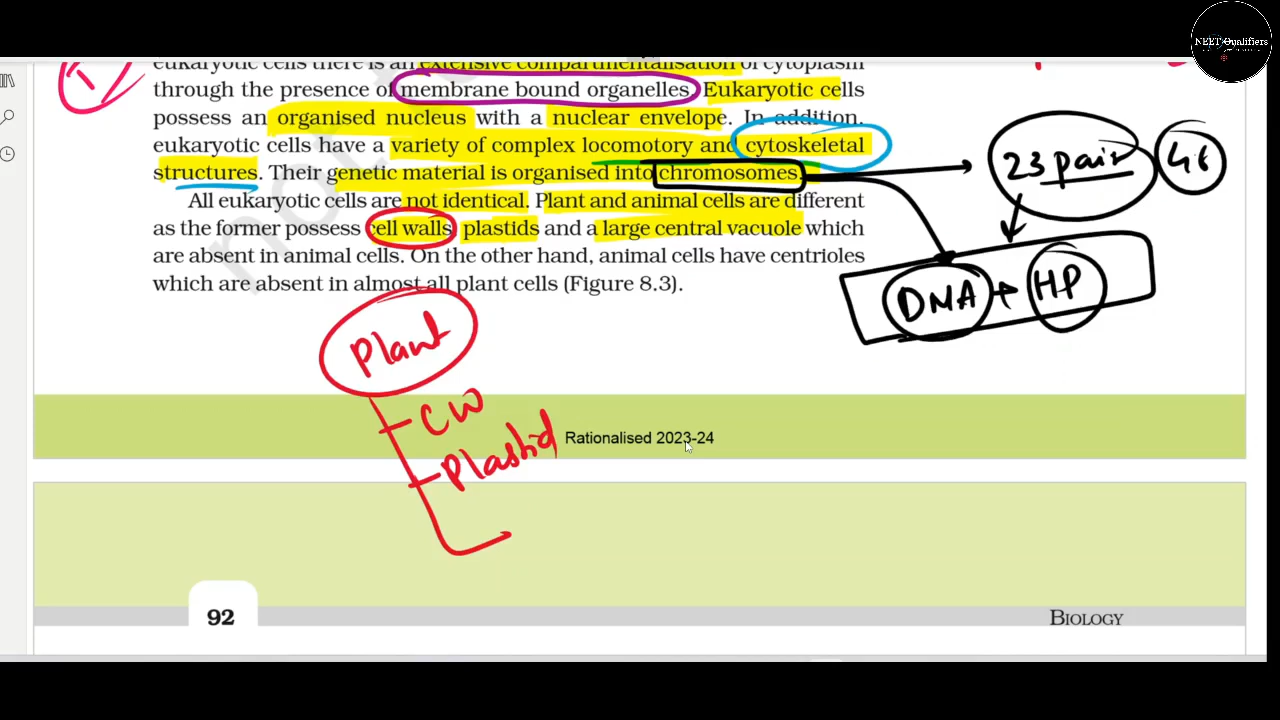 NEET Qualifiers
eukaryotic cells there is an extensive compartmentalisation of cytoplasm
through the presence of membrane bound organelles. Eukaryotic cells
possess an organised nucleus with a nuclear envelope. In addition,
eukaryotic cells have a variety of complex locomotory and cytoskeletal
structures. Their genetic material is organised into chromosomes.
All eukaryotic cells are not identical. Plant and animal cells are different
as the former possess cell walls, plastids and a large central vacuole which
are absent in animal cells. On the other hand, animal cells have centrioles
which are absent in almost all plant cells (Figure 8.3).
23 pair 46
DNA + HP
Plant
CW
Plastid
Rationalised 2023-24
92 BIOLOGY